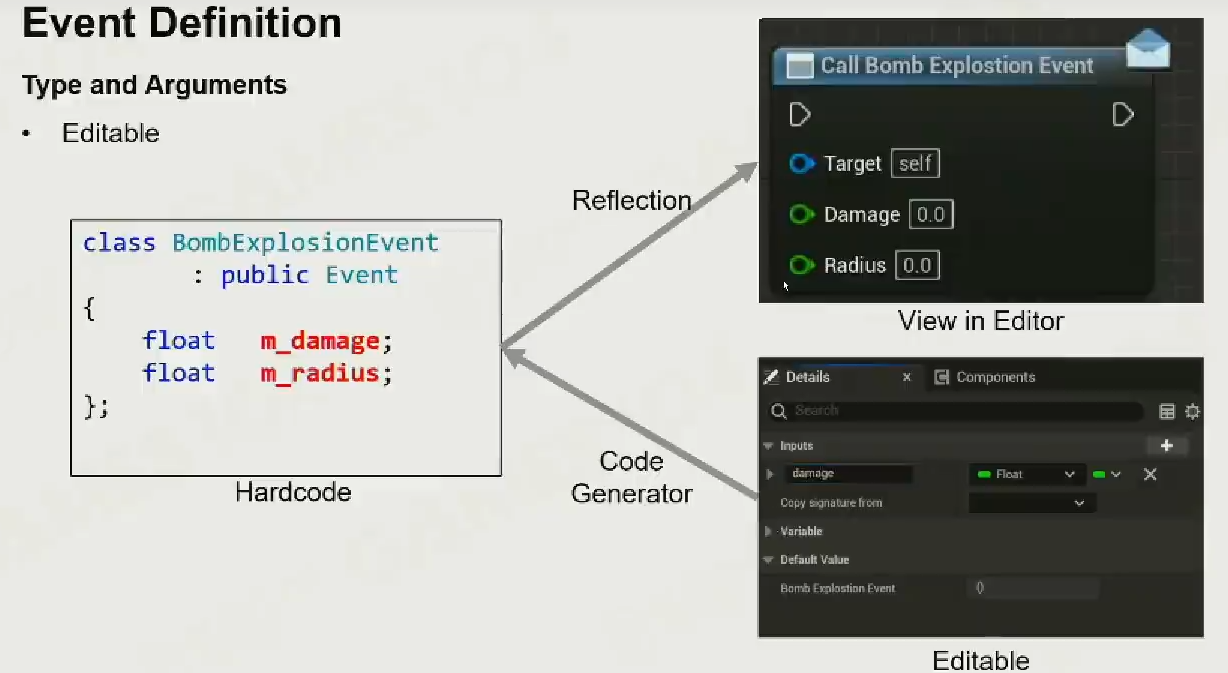 Event Definition
Type and Arguments
• Editable
class BombExplosionEvent
: public Event
{
float m_damage;
float m_radius;
};
Hardcode
Reflection
Code
Generator
Call Bomb Explostion Event
Target self
Damage 0.0
Radius 0.0
View in Editor
Details × Components
Search
Inputs +
damage Float
Copy signature from
Variable
Default Value
Bomb Explostion Event ()
Editable